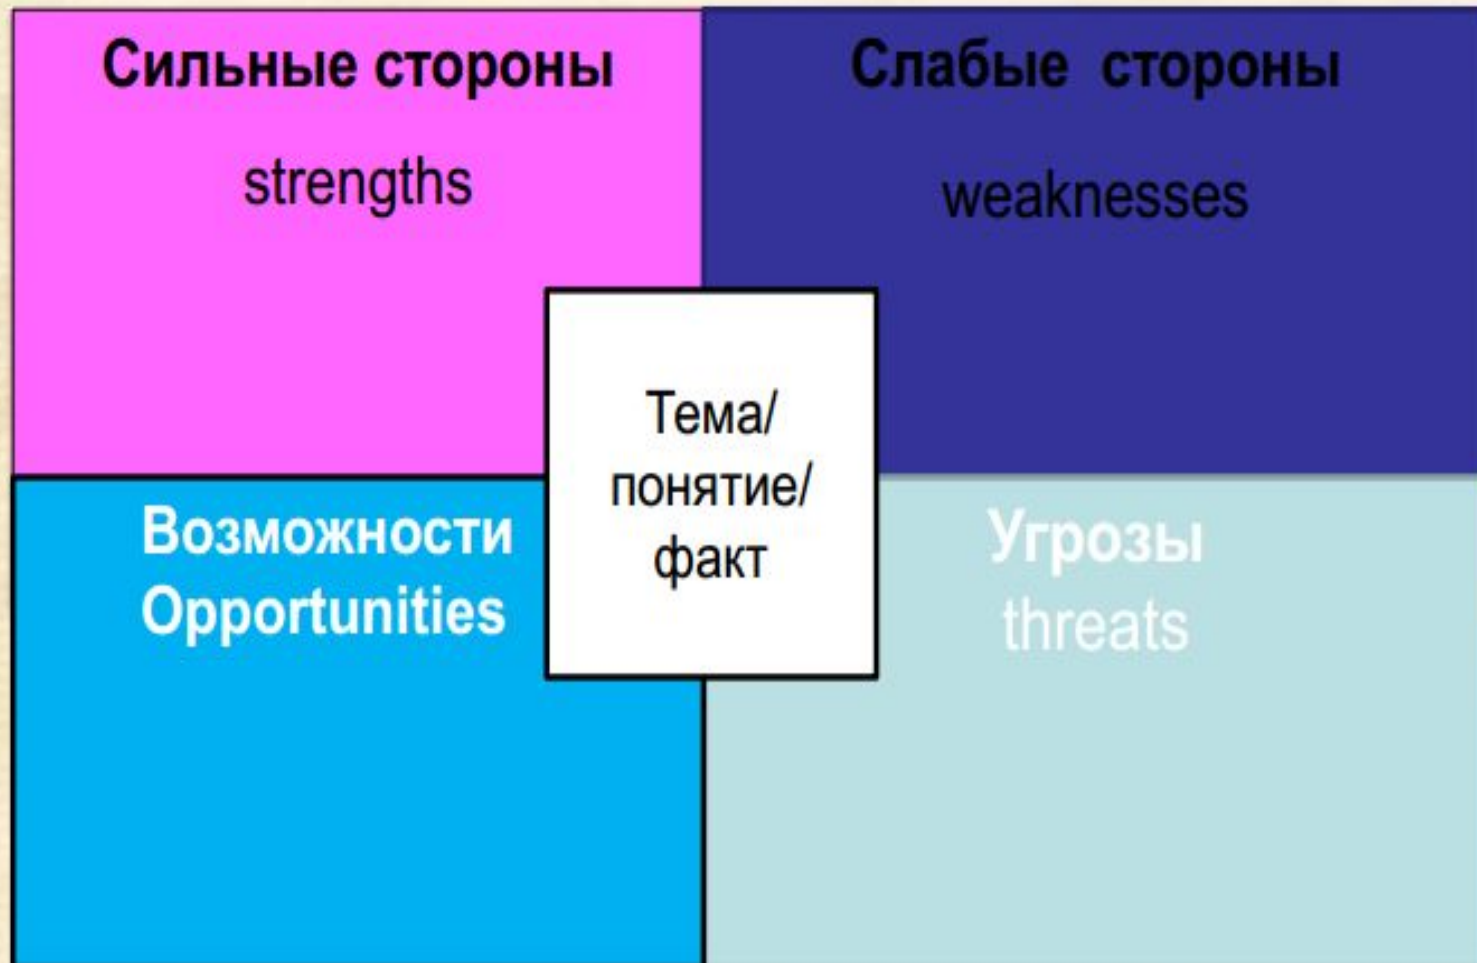 Сильные стороны
strengths
Слабые стороны
weaknesses
Тема/
понятие/
факт
Возможности
Opportunities
Угрозы
threats